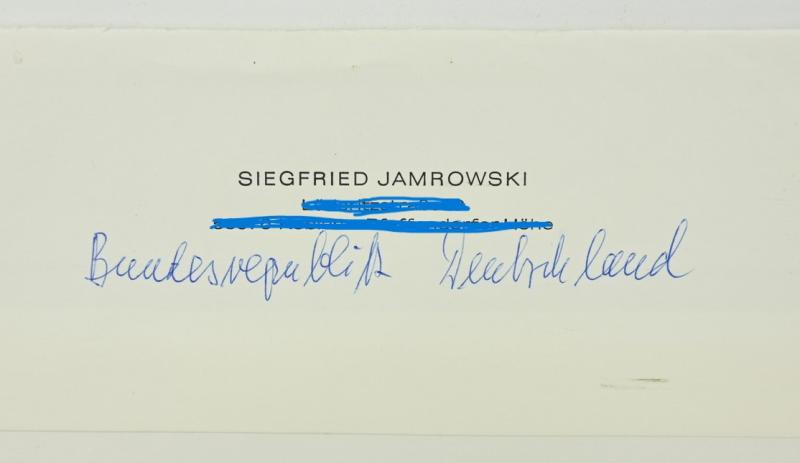 SIEGFRIED JAMROWSKI
Bundesrepublik Deutschland